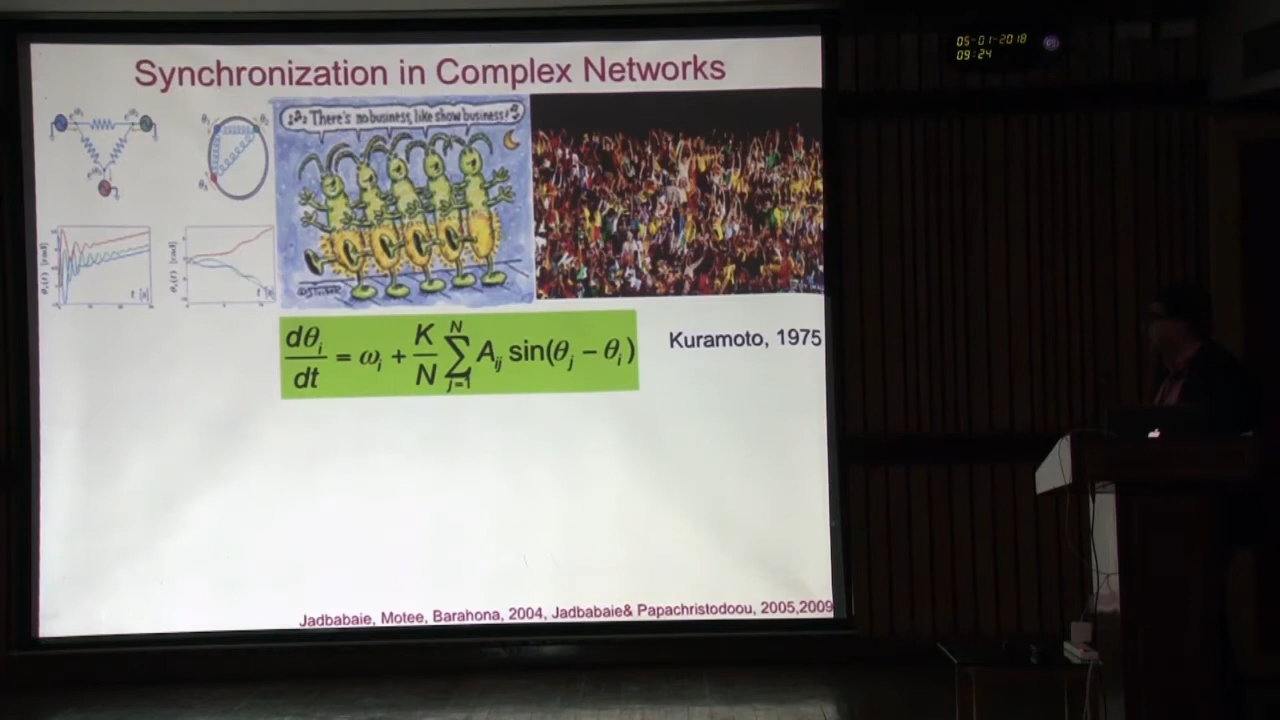 05-01-2018
09:24
Synchronization in Complex Networks
There's no business, like show business!
dθi/dt = ωi + K/N ∑j=1N Aij sin(θj − θi)
Kuramoto, 1975
Jadbabaie, Motee, Barahona, 2004, Jadbabaie& Papachristodoou, 2005,2009